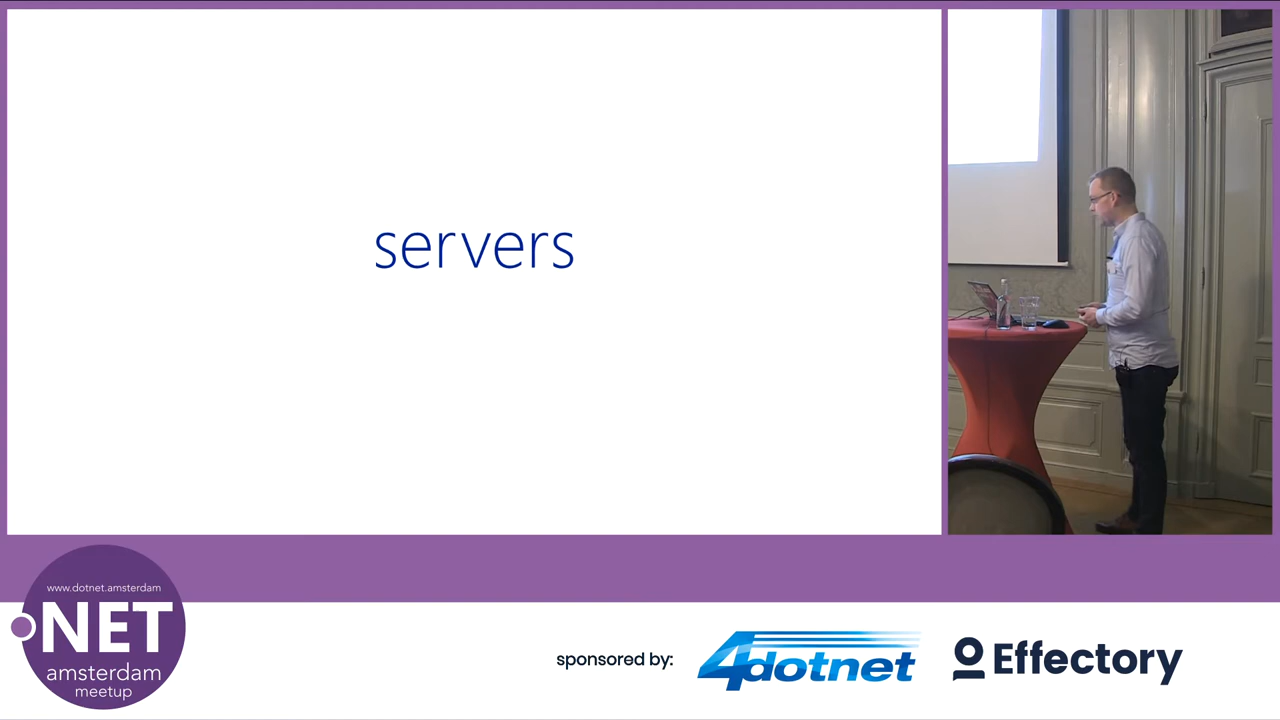 servers
www.dotnet.amsterdam
.NET
amsterdam
meetup
sponsored by:
4dotnet
Effectory